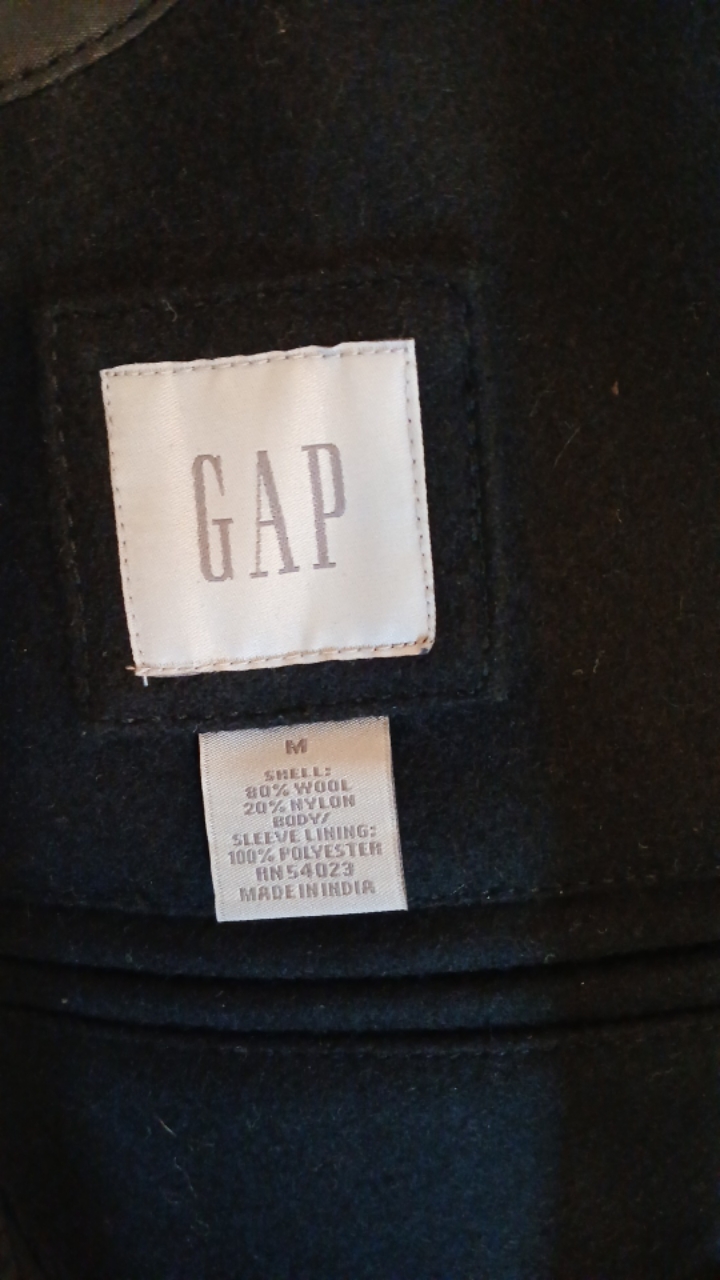 GAP
M
SHELL:
80% WOOL
20% NYLON
BODY/
SLEEVE LINING:
100% POLYESTER
RN54023
MADE IN INDIA